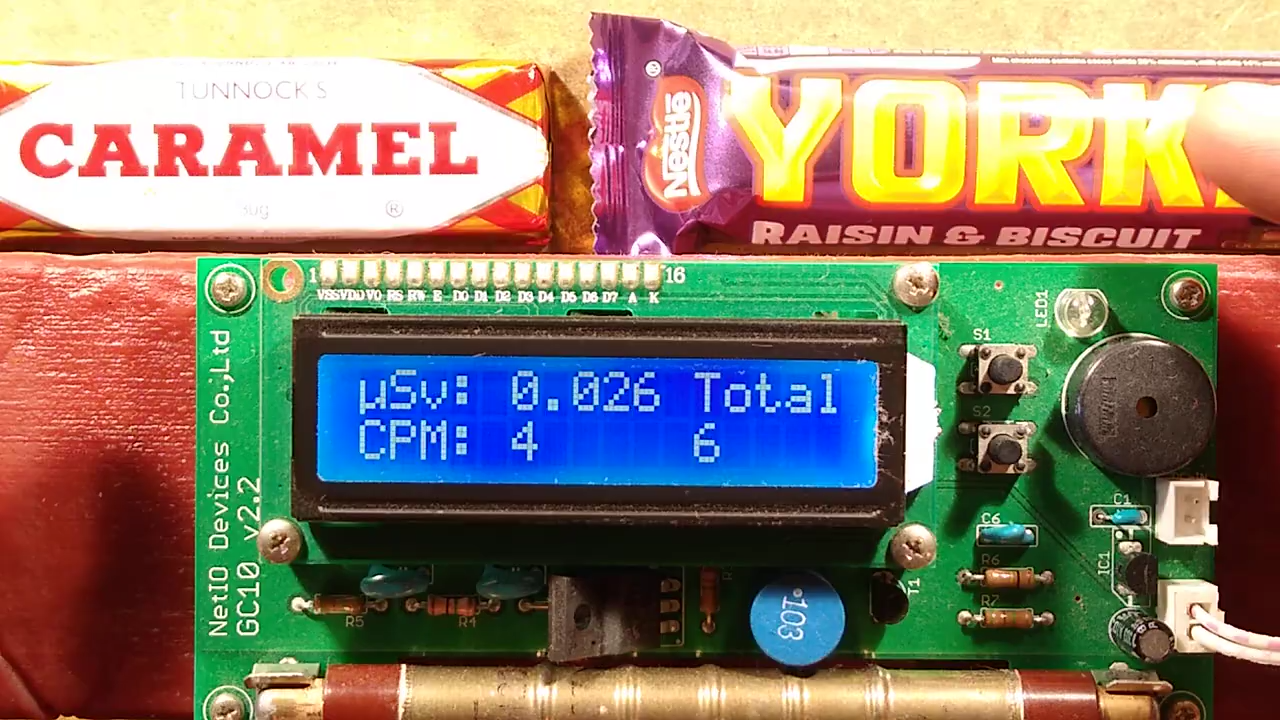 TUNNOCK'S
CARAMEL
®
Nestlé
YORK
RAISIN & BISCUIT
1
16
VSS VDD VO RS RW E D0 D1 D2 D3 D4 D5 D6 D7 A K
NetIO Devices Co.,Ltd
GC10 v2.2
µSv: 0.026 Total
CPM: 4 6
LED1
S1
S2
C1
C6
IC1
R6
R7
T1
R5
R4
103